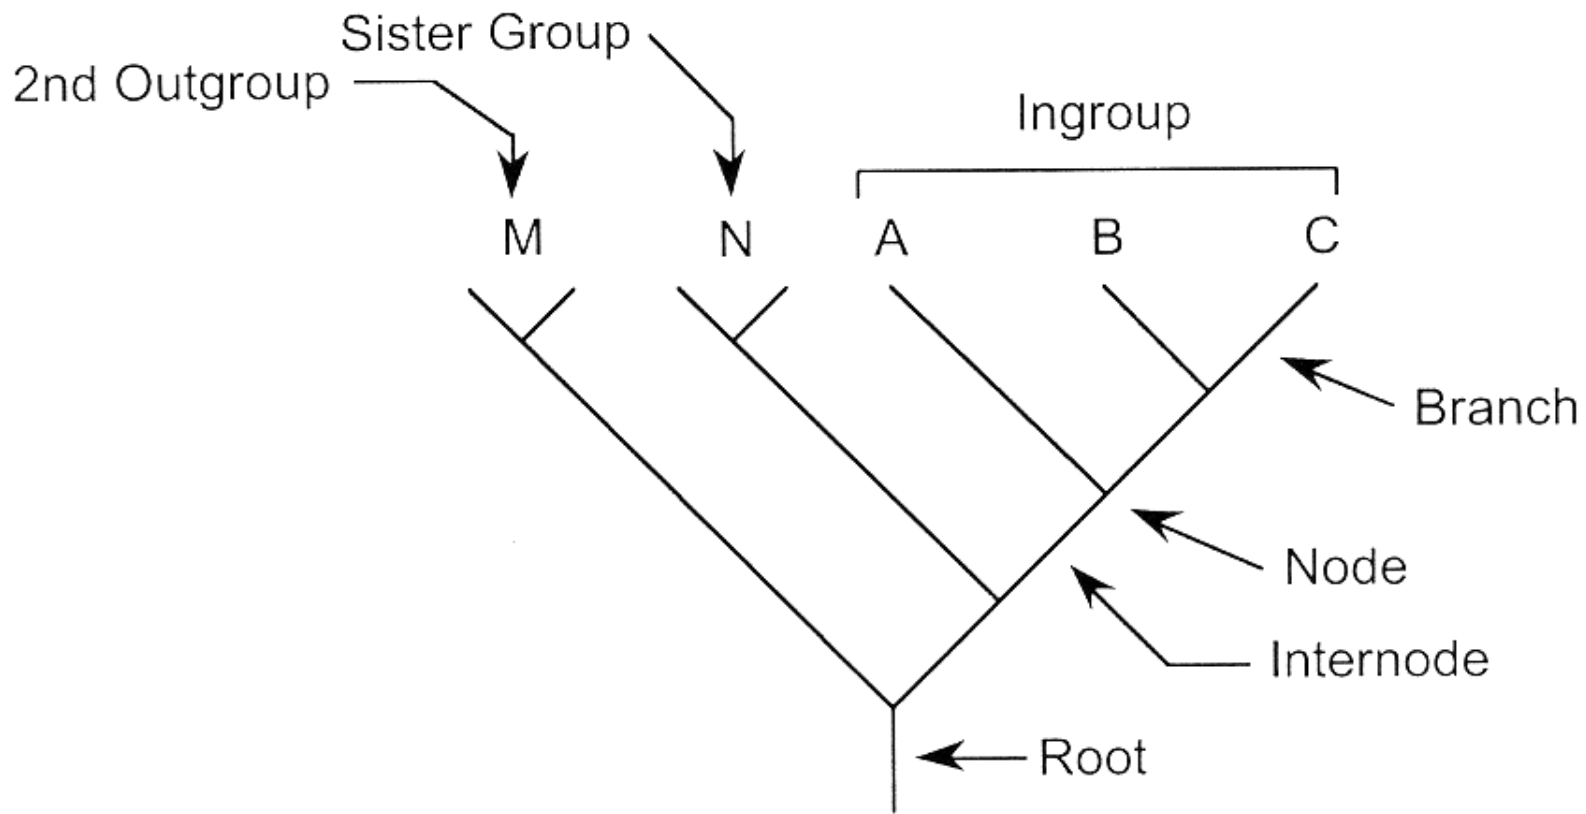 Sister Group
2nd Outgroup
Ingroup
M N A B C
Branch
Node
Internode
Root